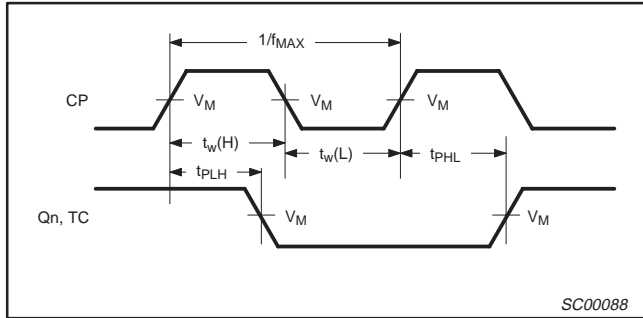 1/fMAX
CP
VM VM VM
tw(H) tw(L) tPHL
tPLH
Qn, TC
VM VM
SC00088